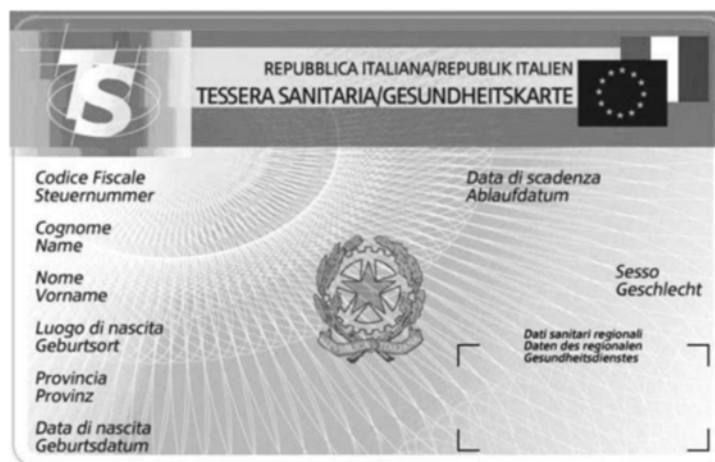 TS
REPUBBLICA ITALIANA/REPUBLIK ITALIEN
TESSERA SANITARIA/GESUNDHEITSKARTE
Codice Fiscale
Steuernummer
Data di scadenza
Ablaufdatum
Cognome
Name
Nome
Vorname
Sesso
Geschlecht
Luogo di nascita
Geburtsort
Dati sanitari regionali
Daten des regionalen
Gesundheitsdienstes
Provincia
Provinz
Data di nascita
Geburtsdatum